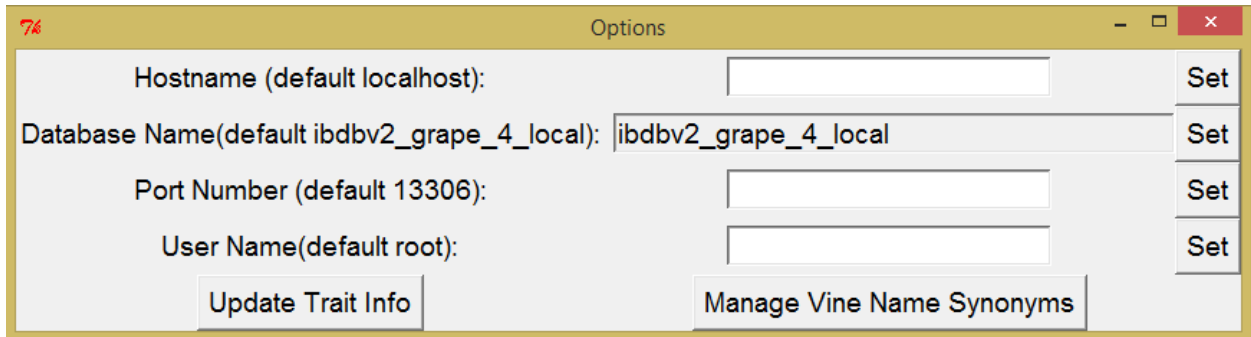 Options
Hostname (default localhost): Set
Database Name(default ibdbv2_grape_4_local): ibdbv2_grape_4_local Set
Port Number (default 13306): Set
User Name(default root): Set
Update Trait Info Manage Vine Name Synonyms